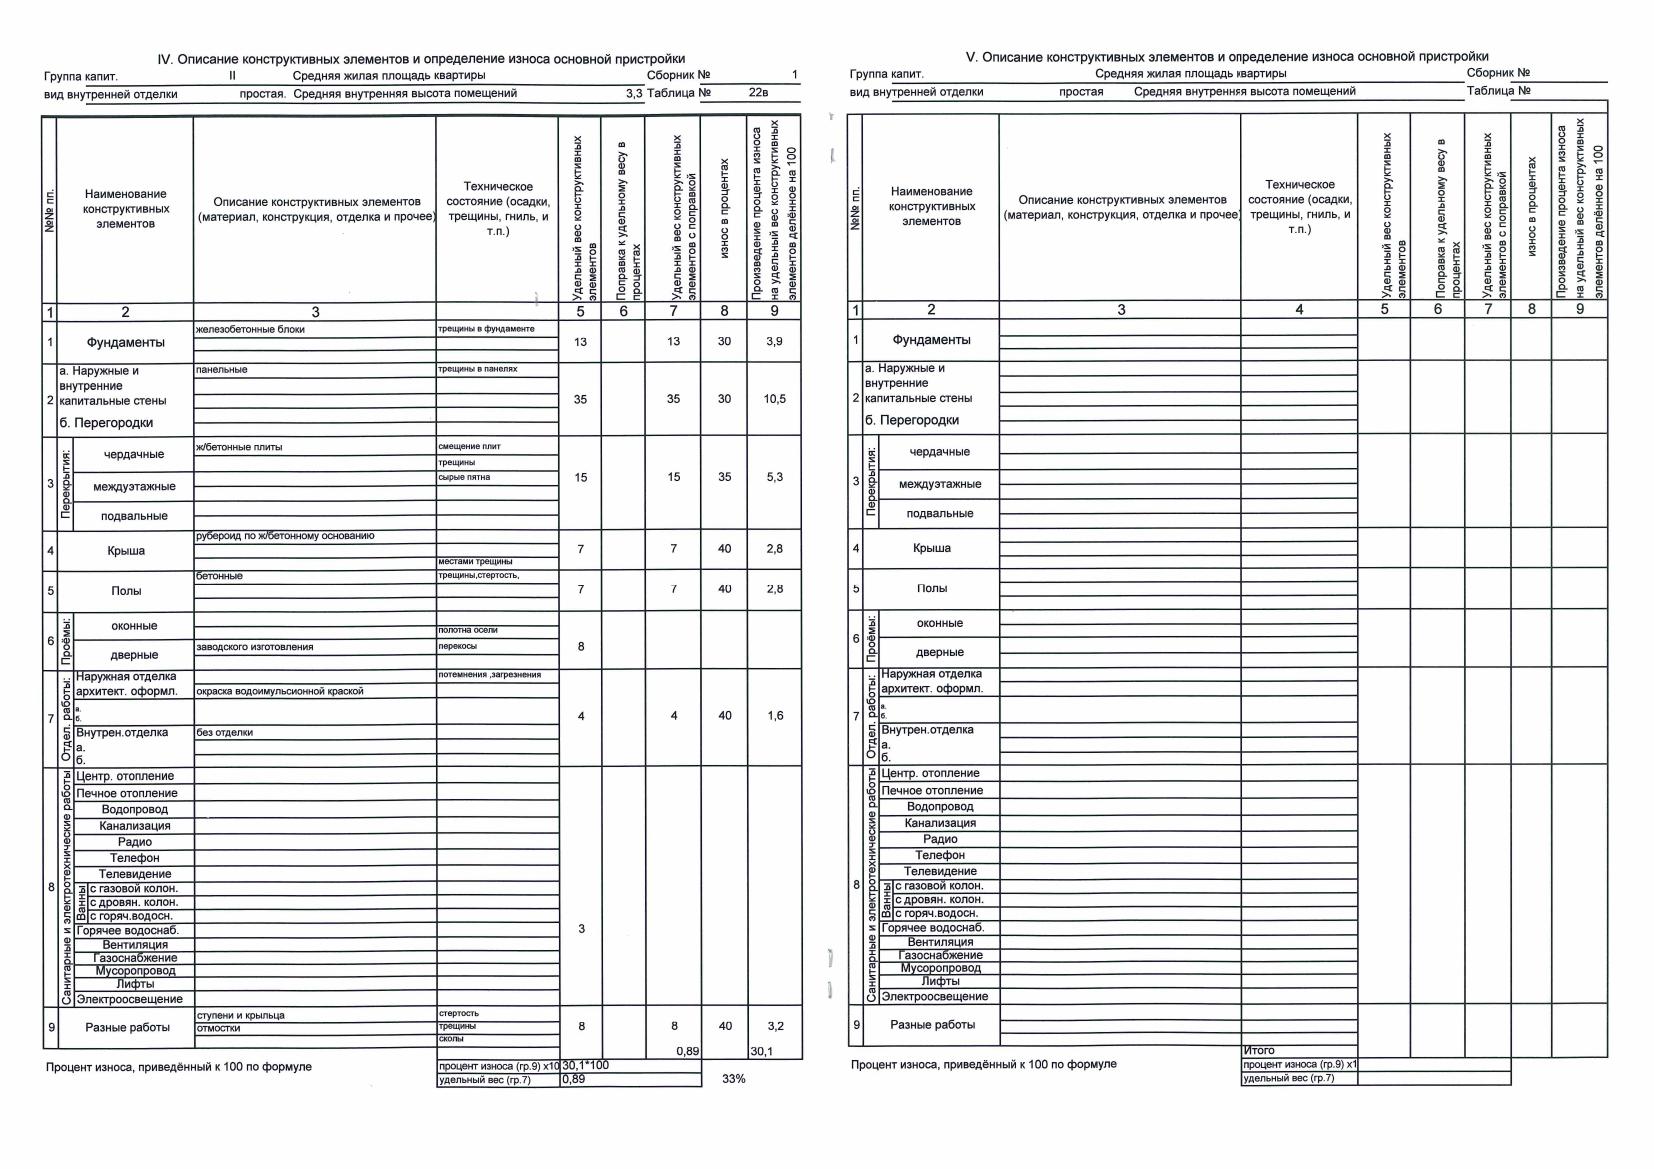 IV. Описание конструктивных элементов и определение износа основной пристройки
Группа капит. II Средняя жилая площадь квартиры Сборник № 1
вид внутренней отделки простая. Средняя внутренняя высота помещений 3,3 Таблица № 22в
№№ пп.
Наименование конструктивных элементов
Описание конструктивных элементов (материал, конструкция, отделка и прочее)
Техническое состояние (осадки, трещины, гниль, и т.п.)
Удельный вес конструктивных элементов
Поправка к удельному весу в процентах
Удельный вес конструктивных элементов с поправкой
износ в процентах
Произведение процента износа на удельный вес конструктивных элементов делённое на 100
1 2 3 5 6 7 8 9
1 Фундаменты железобетонные блоки трещины в фундаменте 13 13 30 3,9
2 а. Наружные и внутренние капитальные стены панельные трещины в панелях 35 35 30 10,5
б. Перегородки
3 Перекрытия:
чердачные ж/бетонные плиты смещение плит
трещины
междуэтажные сырые пятна 15 15 35 5,3
подвальные
4 Крыша рубероид по ж/бетонному основанию местами трещины 7 7 40 2,8
5 Полы бетонные трещины,стертость, 7 7 40 2,8
6 Проёмы:
оконные полотна осели
дверные заводского изготовления перекосы 8
7 Отдел. работы:
Наружная отделка потемнения ,загрезнения
архитект. оформл. окраска водоимульсионной краской
а.
б. 4 4 40 1,6
Внутрен.отделка без отделки
а.
б.
8 Санитарные и электротехнические работы
Центр. отопление
Печное отопление
Водопровод
Канализация
Радио
Телефон
Телевидение
Ванны
с газовой колон.
с дровян. колон.
с горяч.водосн.
Горячее водоснаб. 3
Вентиляция
Газоснабжение
Мусоропровод
Лифты
Электроосвещение
9 Разные работы ступени и крыльца стертость 8 8 40 3,2
отмостки трещины
сколы
0,89 30,1
Процент износа, приведённый к 100 по формуле процент износа (гр.9) х10 30,1*100
удельный вес (гр.7) 0,89 33%
V. Описание конструктивных элементов и определение износа основной пристройки
Группа капит. Средняя жилая площадь квартиры Сборник №
вид внутренней отделки простая Средняя внутренняя высота помещений Таблица №
№№ пп.
Наименование конструктивных элементов
Описание конструктивных элементов (материал, конструкция, отделка и прочее)
Техническое состояние (осадки, трещины, гниль, и т.п.)
Удельный вес конструктивных элементов
Поправка к удельному весу в процентах
Удельный вес конструктивных элементов с поправкой
износ в процентах
Произведение процента износа на удельный вес конструктивных элементов делённое на 100
1 2 3 4 5 6 7 8 9
1 Фундаменты
2 а. Наружные и внутренние капитальные стены
б. Перегородки
3 Перекрытия:
чердачные
междуэтажные
подвальные
4 Крыша
5 Полы
6 Проёмы:
оконные
дверные
7 Отдел. работы:
Наружная отделка
архитект. оформл.
а.
б.
Внутрен.отделка
а.
б.
8 Санитарные и электротехнические работы
Центр. отопление
Печное отопление
Водопровод
Канализация
Радио
Телефон
Телевидение
Ванны
с газовой колон.
с дровян. колон.
с горяч.водосн.
Горячее водоснаб.
Вентиляция
Газоснабжение
Мусоропровод
Лифты
Электроосвещение
9 Разные работы
Итого
Процент износа, приведённый к 100 по формуле процент износа (гр.9) х1
удельный вес (гр.7)